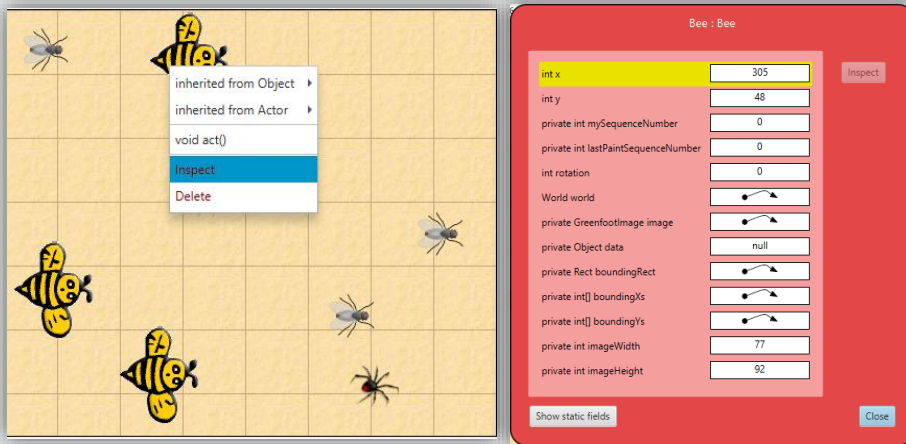 inherited from Object
inherited from Actor
void act()
Inspect
Delete
Bee : Bee
int x 305
Inspect
int y 48
private int mySequenceNumber 0
private int lastPaintSequenceNumber 0
int rotation 0
World world
private GreenfootImage image
private Object data null
private Rect boundingRect
private int[] boundingXs
private int[] boundingYs
private int imageWidth 77
private int imageHeight 92
Show static fields
Close